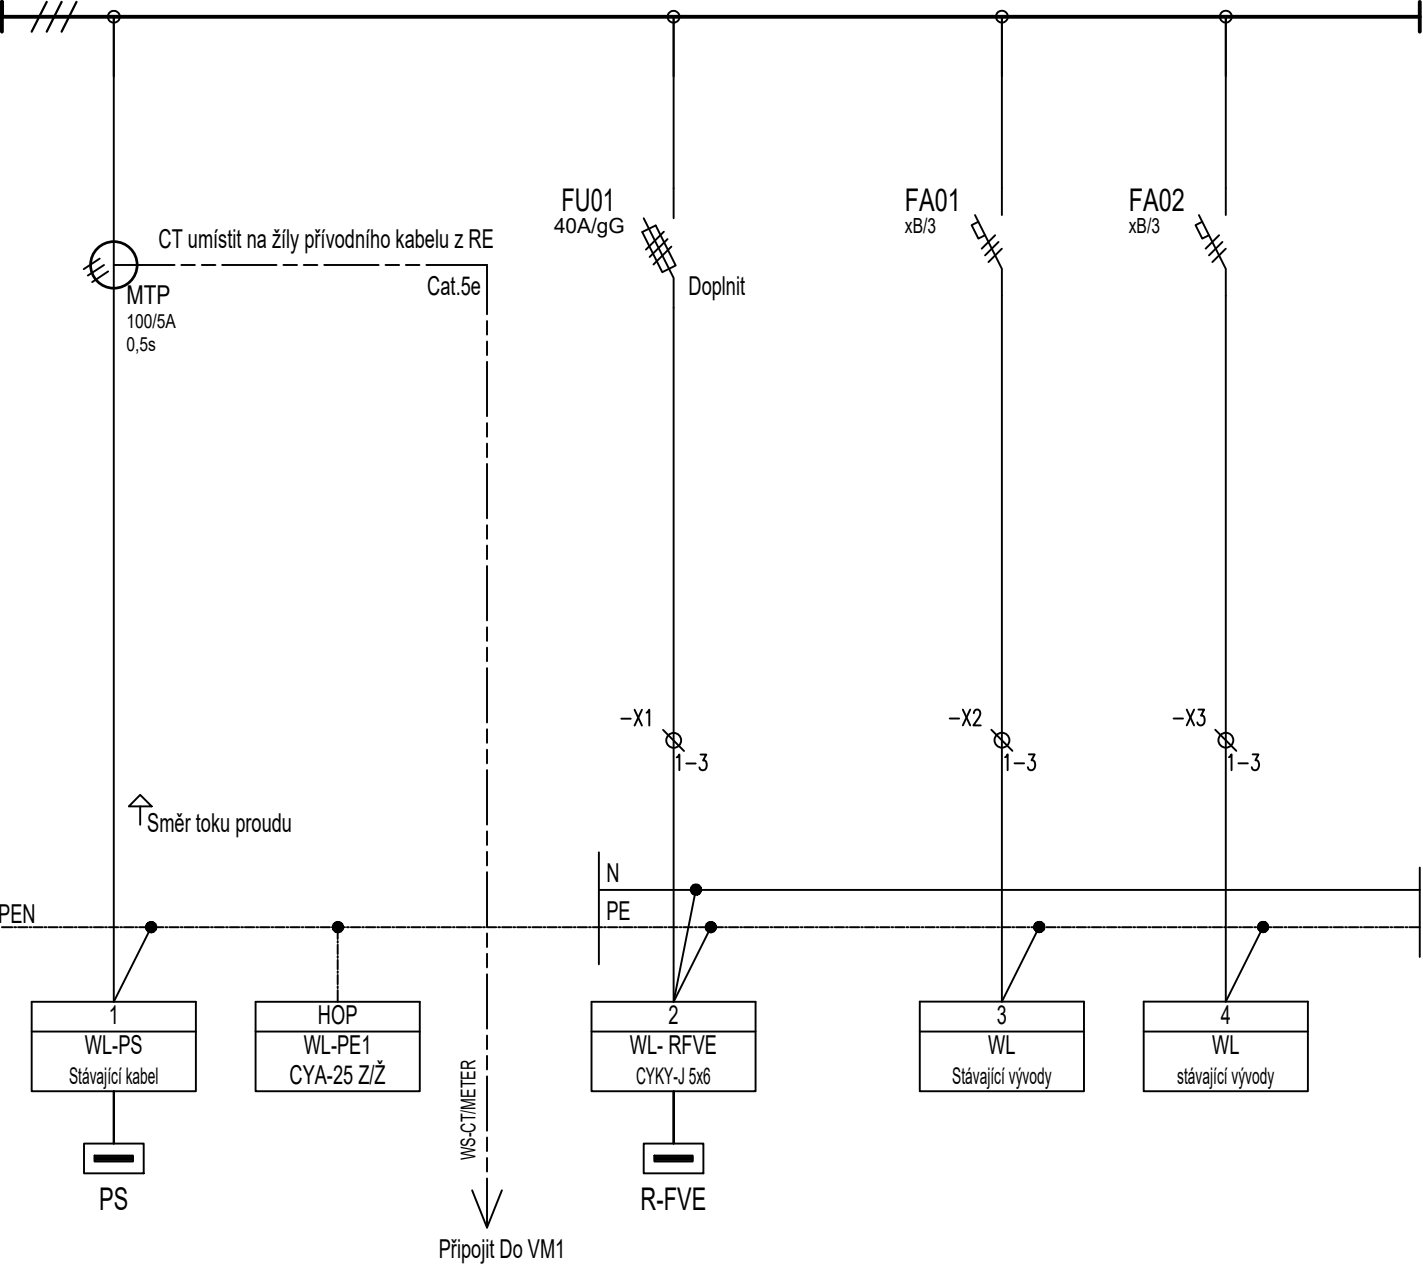 FU01
40A/gG
Doplnit
FA01
xB/3
FA02
xB/3
CT umístit na žíly přívodního kabelu z RE
Cat.5e
MTP
100/5A
0,5s
-X1
1-3
-X2
1-3
-X3
1-3
Směr toku proudu
N
PEN
PE
1
WL-PS
Stávající kabel
PS
HOP
WL-PE1
CYA-25 Z/Ž
WS-CT/METER
Připojit Do VM1
2
WL- RFVE
CYKY-J 5x6
R-FVE
3
WL
Stávající vývody
4
WL
stávající vývody